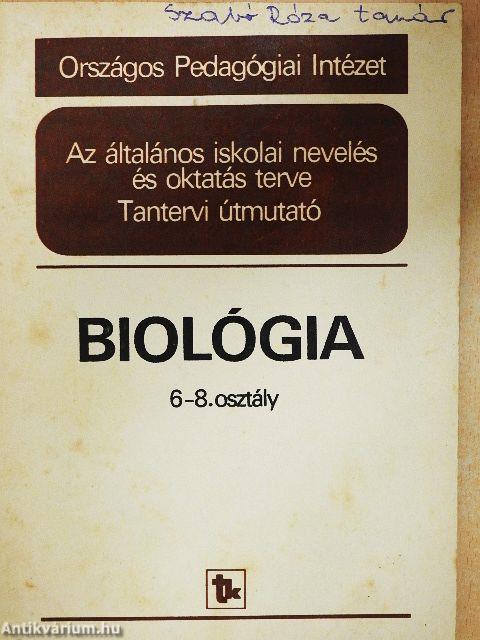 Szabó Róza tanár
Országos Pedagógiai Intézet
Az általános iskolai nevelés
és oktatás terve
Tantervi útmutató
BIOLÓGIA
6-8. osztály
tk
Antikvárium.hu